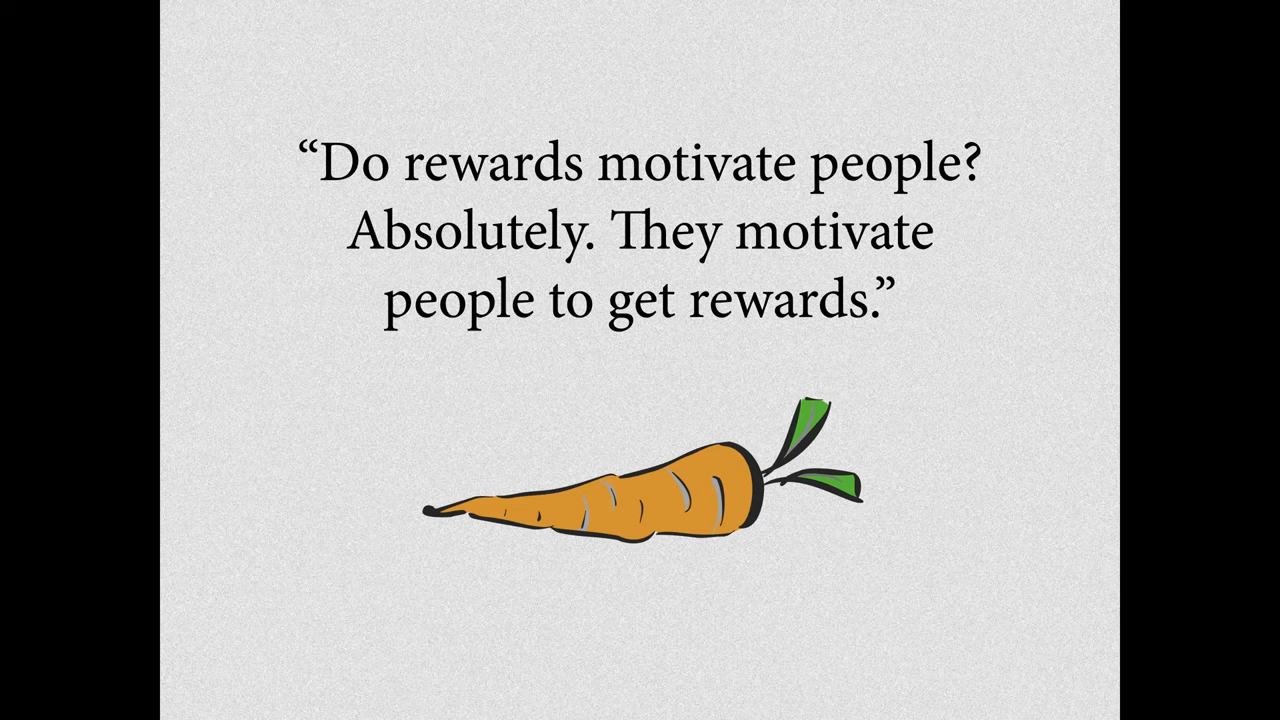 “Do rewards motivate people?
Absolutely. They motivate
people to get rewards.”